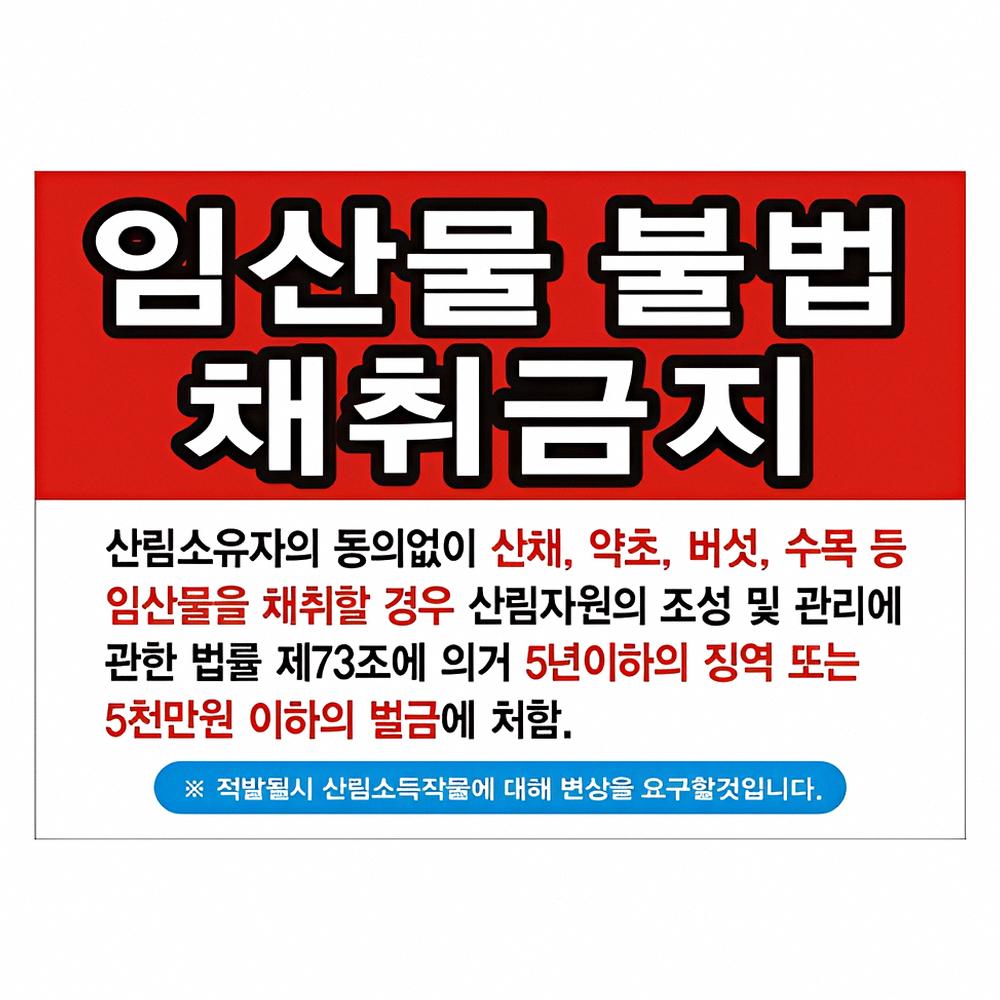 임산물 불법
채취금지
산림소유자의 동의없이 산채, 약초, 버섯, 수목 등
임산물을 채취할 경우 산림자원의 조성 및 관리에
관한 법률 제73조에 의거 5년이하의 징역 또는
5천만원 이하의 벌금에 처함.
※ 적발될시 산림소득작물에 대해 변상을 요구할것입니다.